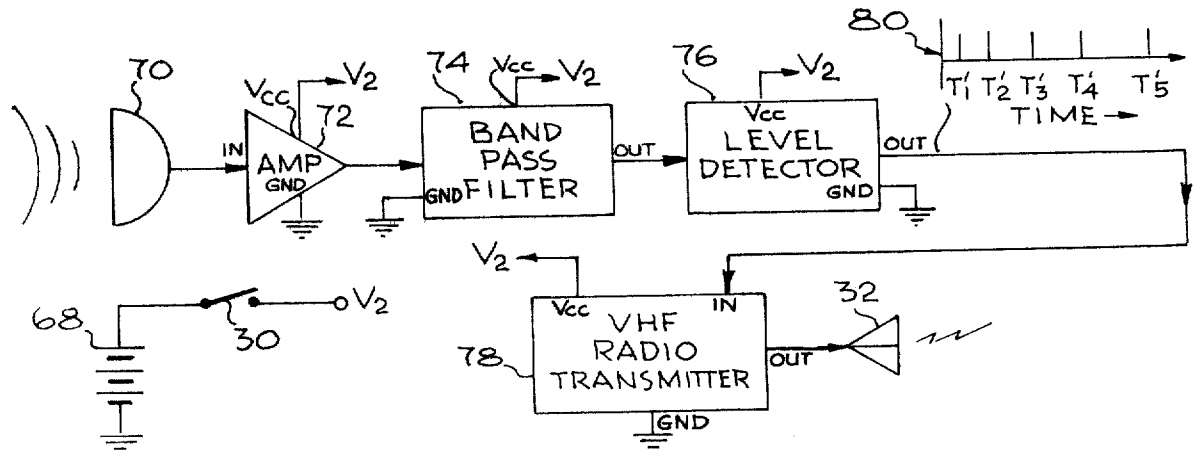 80
70
74
76
Vcc
V2
Vcc
V2
72
V2
Vcc
IN
AMP
GND
BAND
PASS
FILTER
GND
OUT
LEVEL
DETECTOR
GND
OUT
T'1 T'2 T'3 T'4 T'5
TIME
V2
68
30
V2
78
Vcc
IN
VHF
RADIO
TRANSMITTER
OUT
GND
32